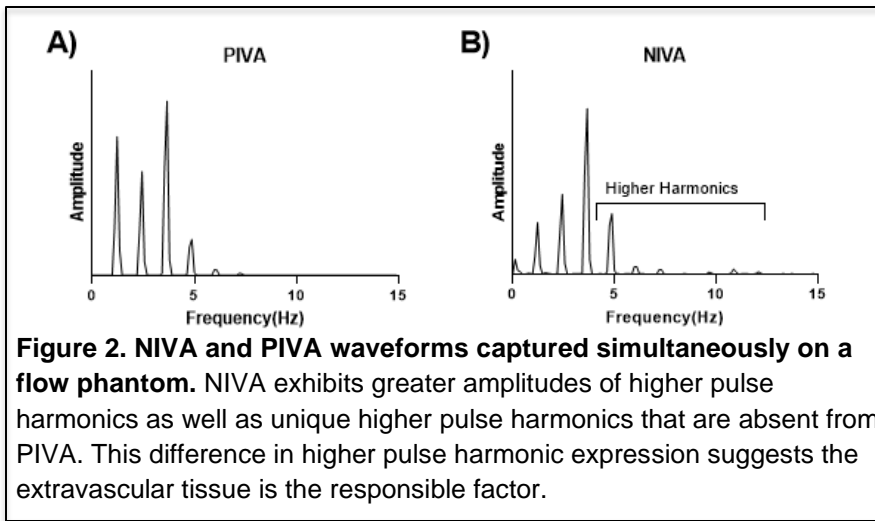 A)
PIVA
Amplitude
0
5
10
15
Frequency(Hz)
B)
NIVA
Higher Harmonics
Amplitude
0
5
10
15
Frequency(Hz)
Figure 2. NIVA and PIVA waveforms captured simultaneously on a
flow phantom. NIVA exhibits greater amplitudes of higher pulse
harmonics as well as unique higher pulse harmonics that are absent from
PIVA. This difference in higher pulse harmonic expression suggests the
extravascular tissue is the responsible factor.